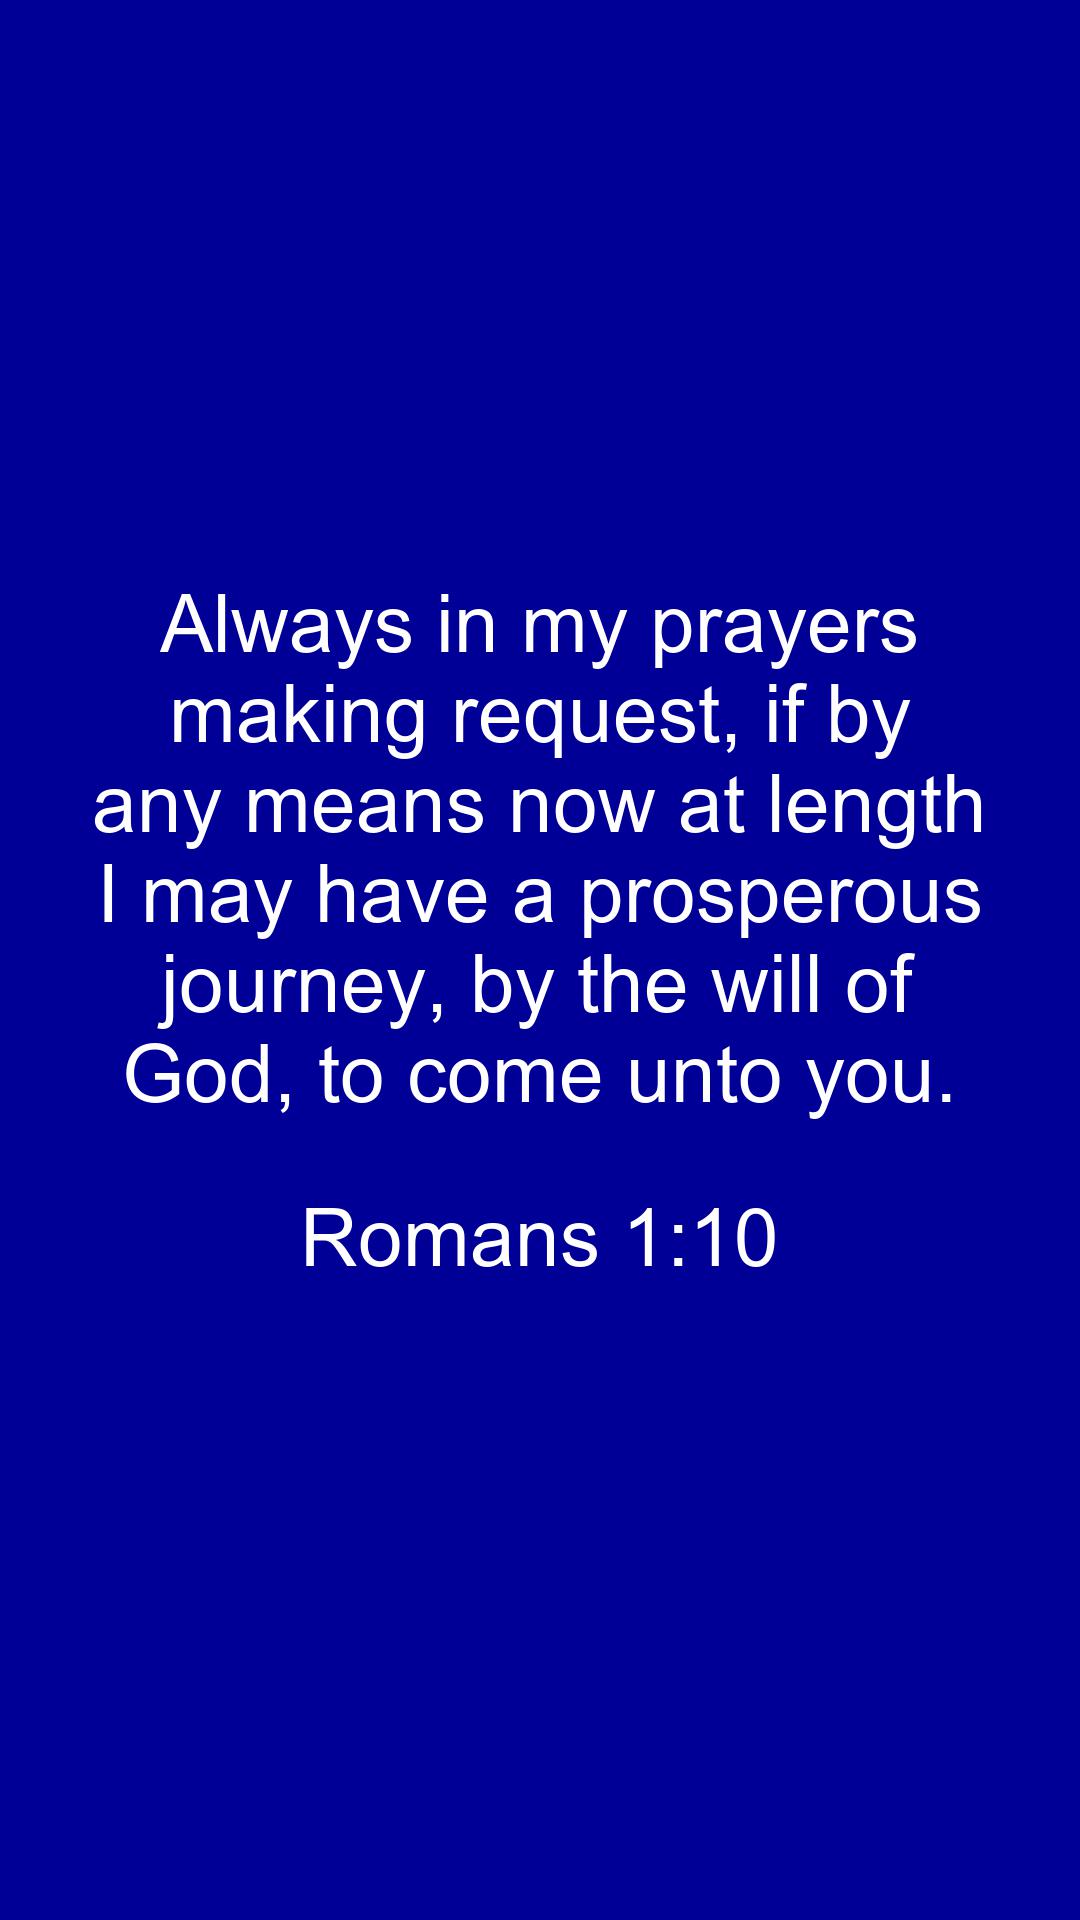 Always in my prayers
making request, if by
any means now at length
I may have a prosperous
journey, by the will of
God, to come unto you.
Romans 1:10